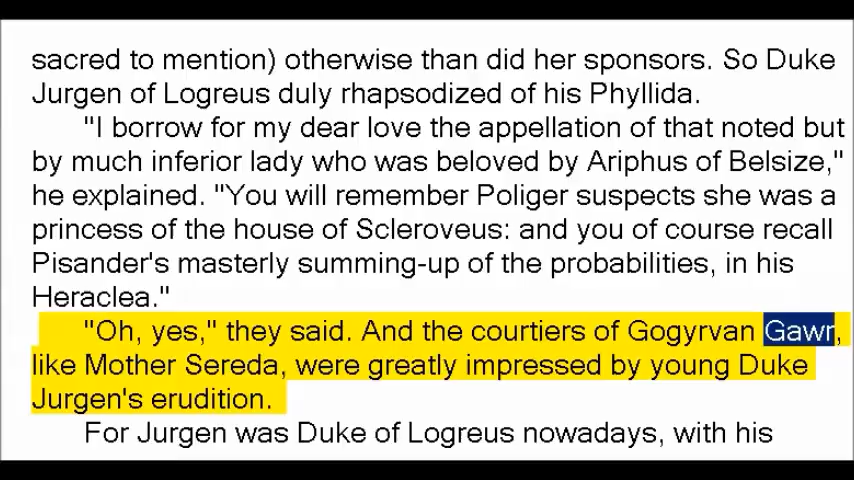 sacred to mention) otherwise than did her sponsors. So Duke
Jurgen of Logreus duly rhapsodized of his Phyllida.
"I borrow for my dear love the appellation of that noted but
by much inferior lady who was beloved by Ariphus of Belsize,"
he explained. "You will remember Poliger suspects she was a
princess of the house of Scleroveus: and you of course recall
Pisander's masterly summing-up of the probabilities, in his
Heraclea."
"Oh, yes," they said. And the courtiers of Gogyrvan Gawr,
like Mother Sereda, were greatly impressed by young Duke
Jurgen's erudition.
For Jurgen was Duke of Logreus nowadays, with his